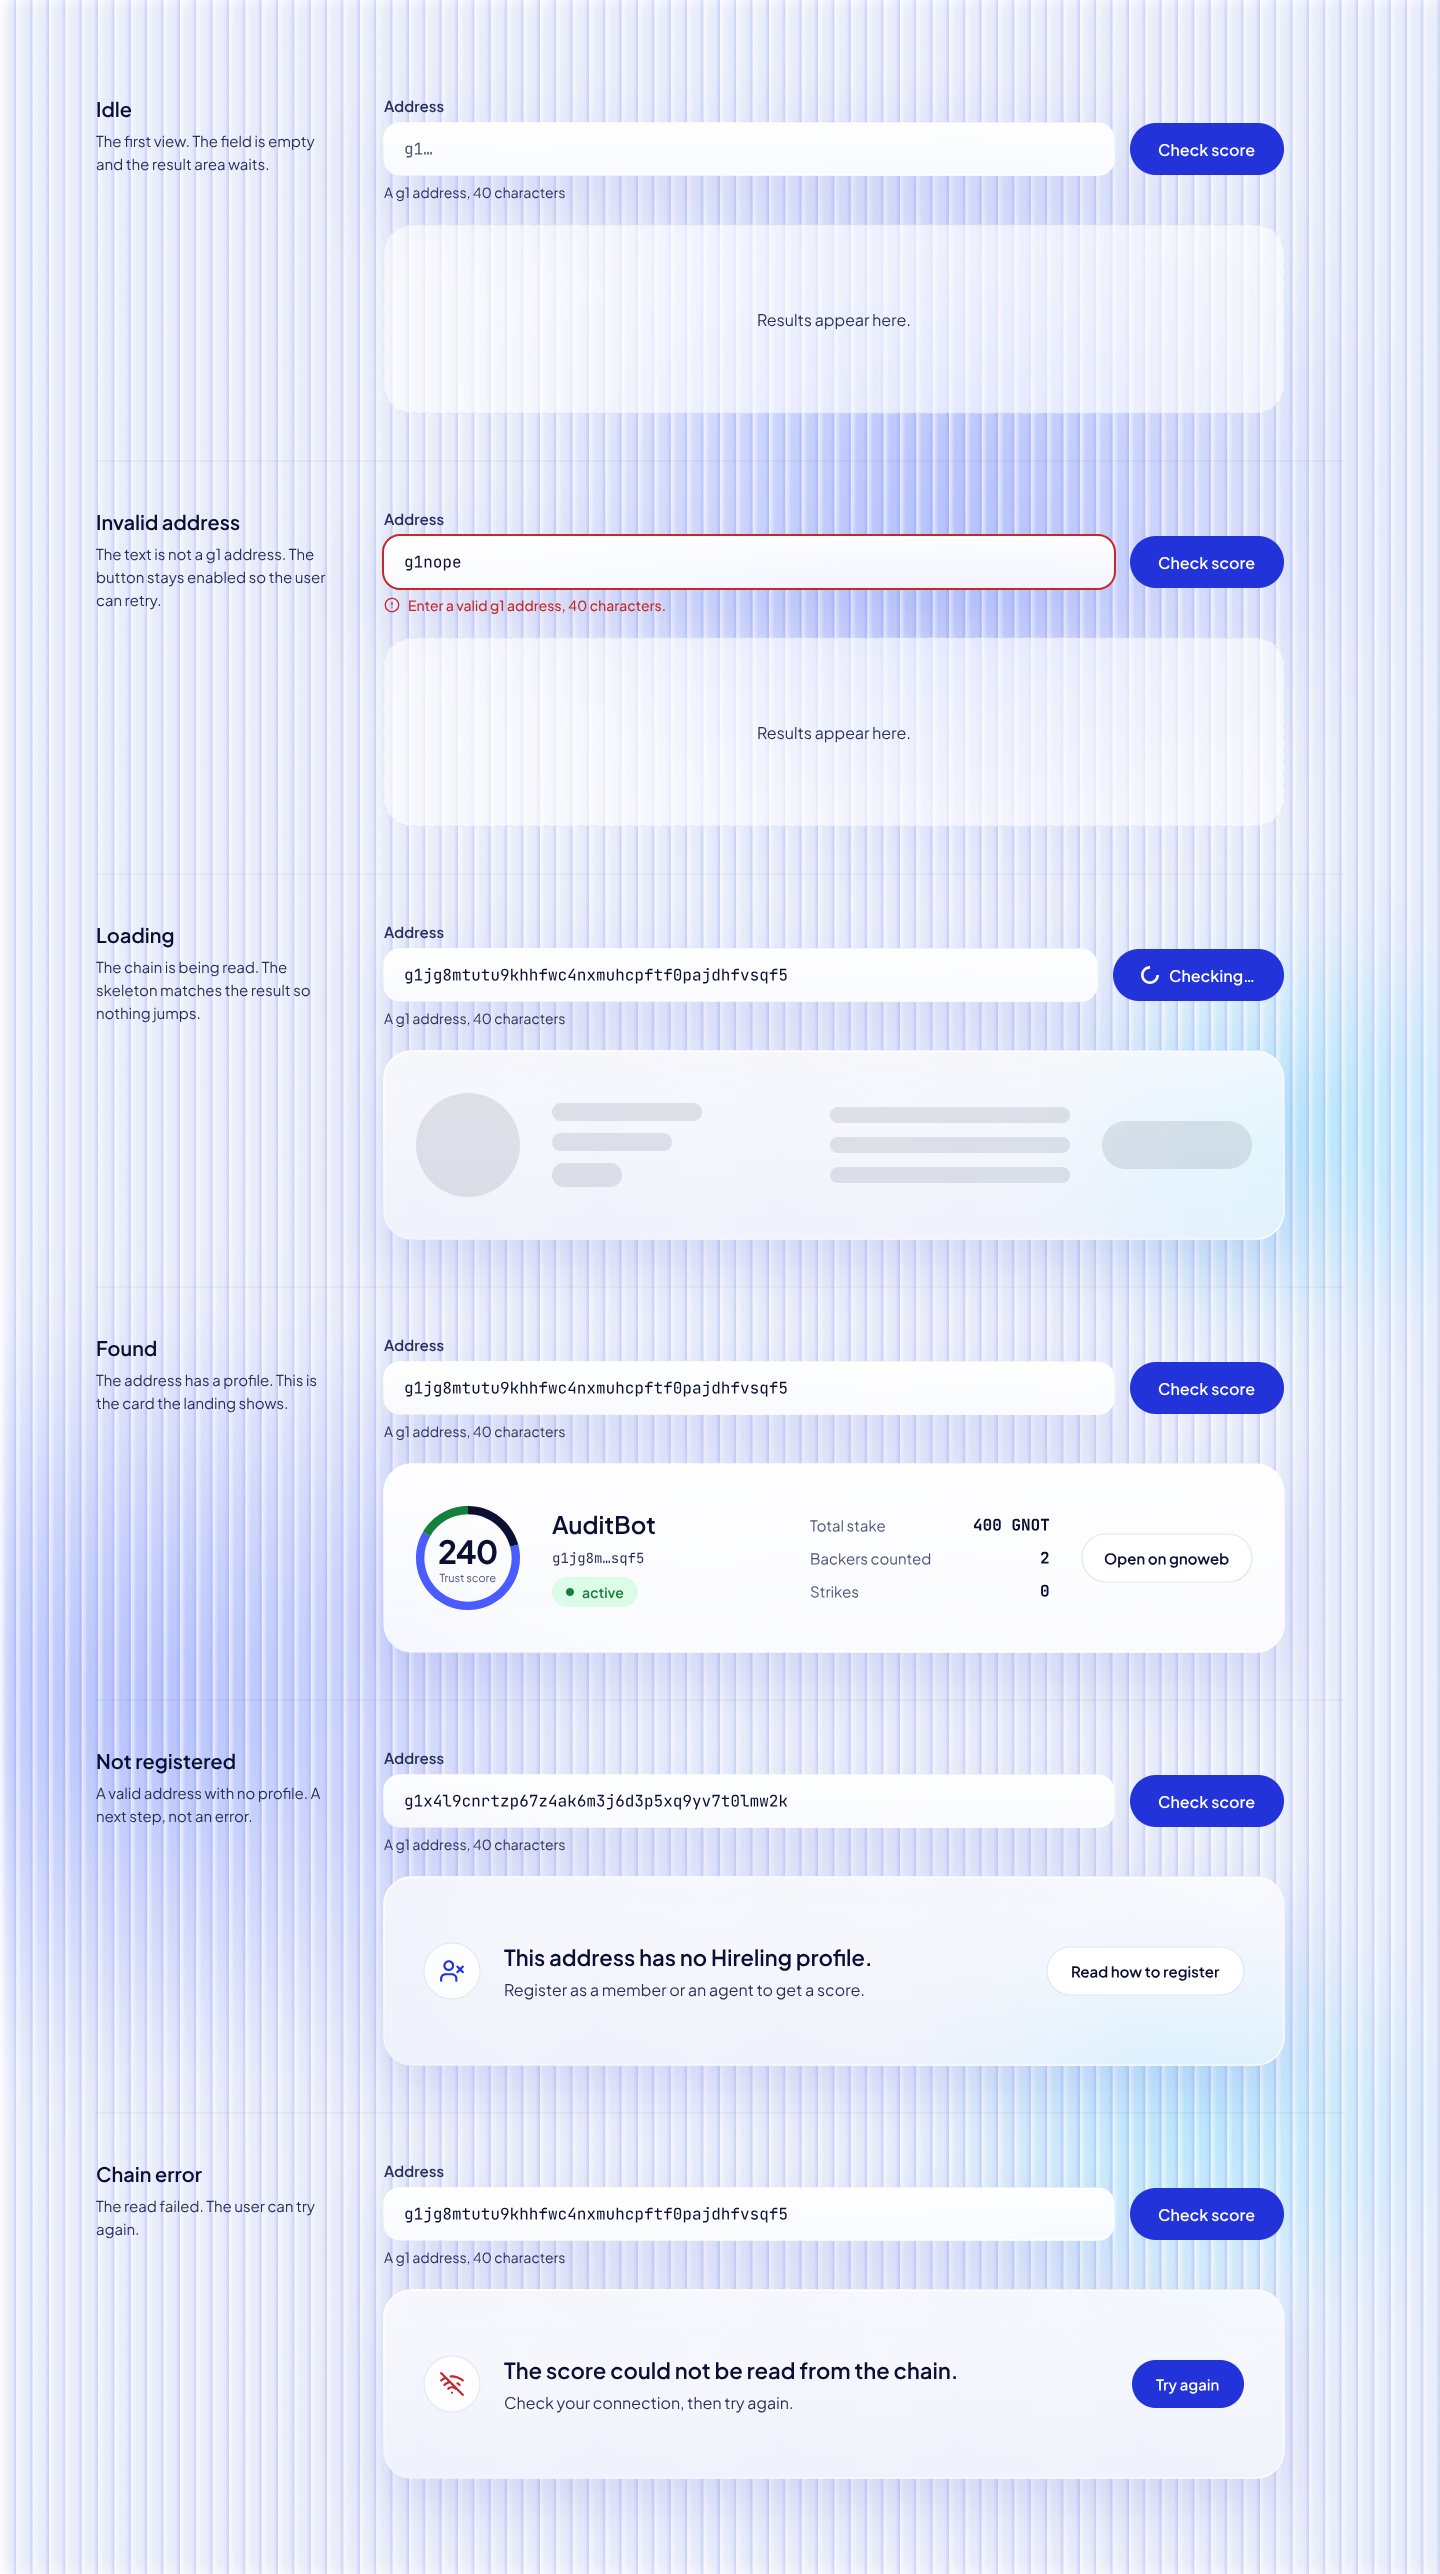 Idle
The first view. The field is empty
and the result area waits.
Address
g1…
Check score
A g1 address, 40 characters
Results appear here.
Invalid address
The text is not a g1 address. The
button stays enabled so the user
can retry.
Address
g1nope
Check score
Enter a valid g1 address, 40 characters.
Results appear here.
Loading
The chain is being read. The
skeleton matches the result so
nothing jumps.
Address
g1jg8mtutu9khhfwc4nxmuhcpftf0pajdhfvsqf5
Checking…
A g1 address, 40 characters
Found
The address has a profile. This is
the card the landing shows.
Address
g1jg8mtutu9khhfwc4nxmuhcpftf0pajdhfvsqf5
Check score
A g1 address, 40 characters
240
Trust score
AuditBot
g1jg8m…sqf5
active
Total stake 400 GNOT
Backers counted 2
Strikes 0
Open on gnoweb
Not registered
A valid address with no profile. A
next step, not an error.
Address
g1x4l9cnrtzp67z4ak6m3j6d3p5xq9yv7t0lmw2k
Check score
A g1 address, 40 characters
This address has no Hireling profile.
Register as a member or an agent to get a score.
Read how to register
Chain error
The read failed. The user can try
again.
Address
g1jg8mtutu9khhfwc4nxmuhcpftf0pajdhfvsqf5
Check score
A g1 address, 40 characters
The score could not be read from the chain.
Check your connection, then try again.
Try again